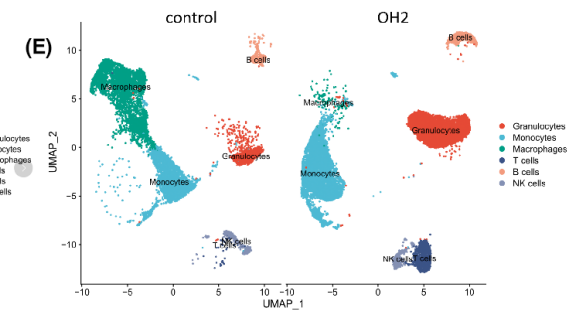 control
OH2
(E)
B cells
Macrophages
Granulocytes
Monocytes
NK cells
B cells
Macrophages
Granulocytes
Monocytes
NK cells
T cells
Granulocytes
Monocytes
Macrophages
T cells
B cells
NK cells
ulocytes
ocytes
ophages
ls
ls
cells
UMAP_2
10
5
0
−5
−10
−10
−5
0
5
10
−10
−5
0
5
10
UMAP_1